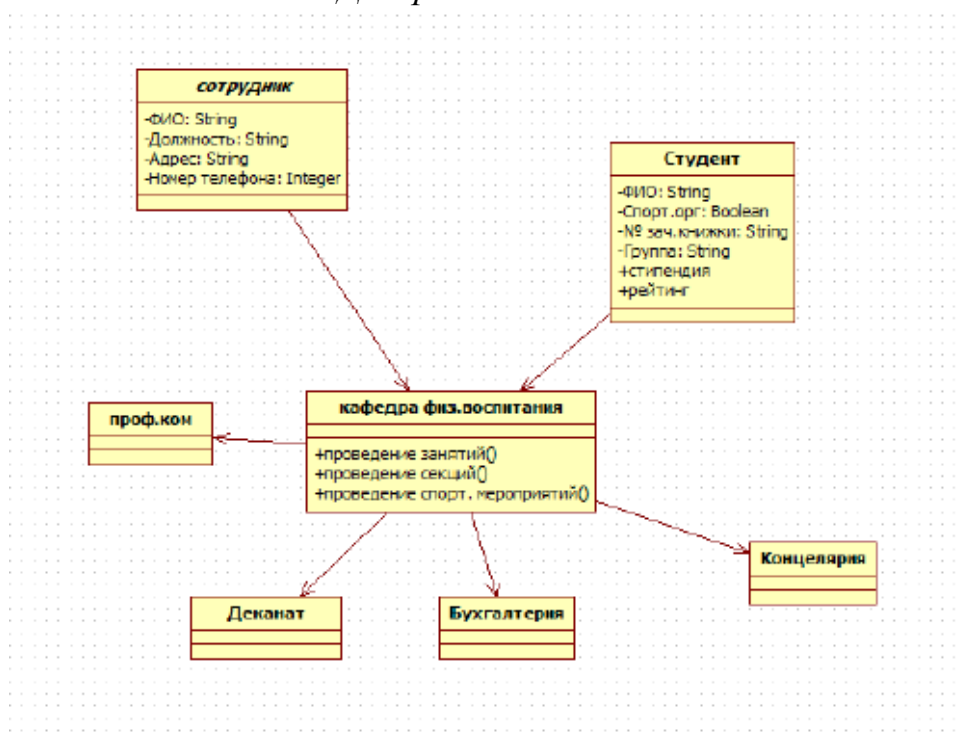 сотрудник
-ФИО: String
-Должность: String
-Адрес: String
-Номер телефона: Integer
Студент
-ФИО: String
-Спорт.орг: Boolean
-№ зач.книжки: String
-Группа: String
+стипендия
+рейтинг
кафедра физ.воспитания
+проведение занятий()
+проведение секций()
+проведение спорт. мероприятий()
проф.ком
Концелярия
Деканат
Бухгалтерия